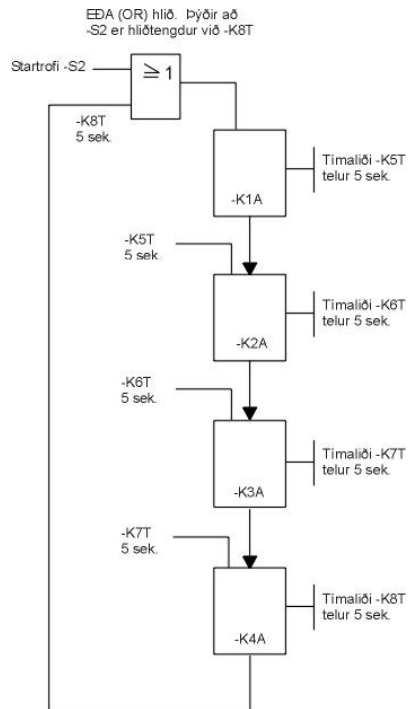 EÐA (OR) hlið. Þýðir að
-S2 er hliðtengdur við -K8T
Startrofi -S2
≥ 1
-K8T
5 sek.
Tímaliði -K5T
telur 5 sek.
-K1A
-K5T
5 sek.
Tímaliði -K6T
telur 5 sek.
-K2A
-K6T
5 sek.
Tímaliði -K7T
telur 5 sek.
-K3A
-K7T
5 sek.
Tímaliði -K8T
telur 5 sek.
-K4A